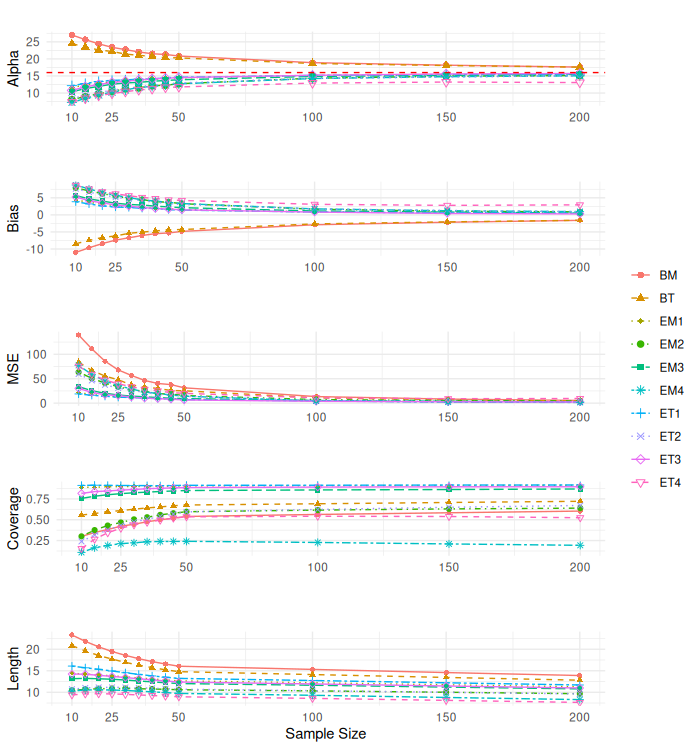 Alpha
25
20
15
10
10 25 50 100 150 200
Bias
5
0
-5
-10
10 25 50 100 150 200
MSE
100
50
0
10 25 50 100 150 200
Coverage
0.75
0.50
0.25
10 25 50 100 150 200
Length
20
15
10
10 25 50 100 150 200
Sample Size
BM
BT
EM1
EM2
EM3
EM4
ET1
ET2
ET3
ET4